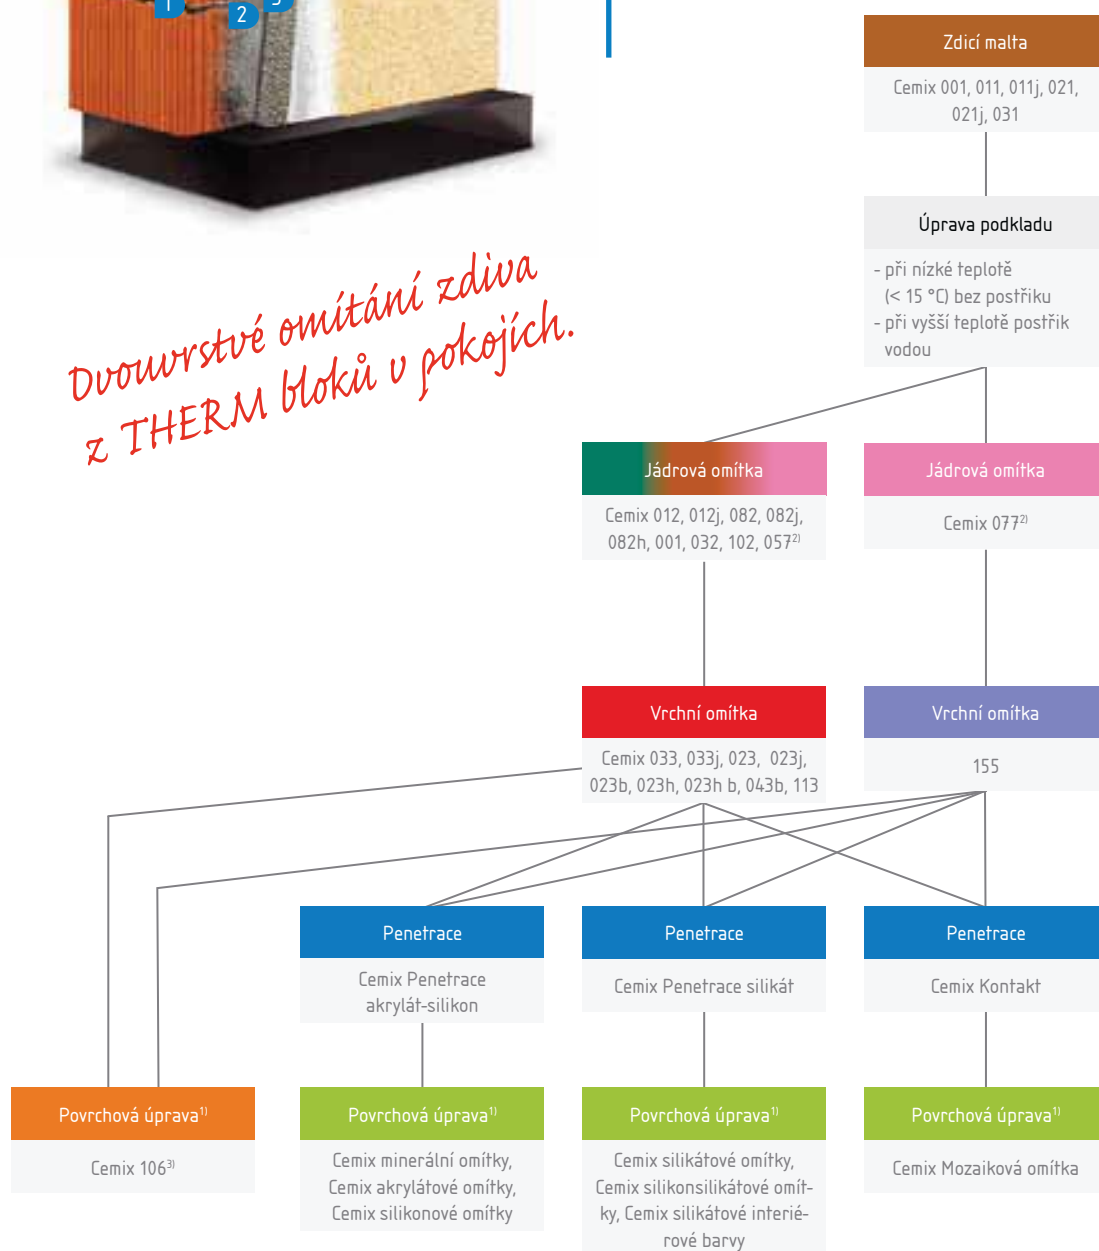 1
2
Zdicí malta
Cemix 001, 011, 011j, 021,
021j, 031
Úprava podkladu
- při nízké teplotě
(< 15 °C) bez postřiku
- při vyšší teplotě postřik
vodou
Dvouvrstvé omítání zdiva
z THERM bloků v pokojích.
Jádrová omítka
Cemix 012, 012j, 082, 082j,
082h, 001, 032, 102, 057²⁾
Jádrová omítka
Cemix 077²⁾
Vrchní omítka
Cemix 033, 033j, 023, 023j,
023b, 023h, 023h b, 043b, 113
Vrchní omítka
155
Penetrace
Cemix Penetrace
akrylát-silikon
Penetrace
Cemix Penetrace silikát
Penetrace
Cemix Kontakt
Povrchová úprava¹⁾
Cemix 106³⁾
Povrchová úprava¹⁾
Cemix minerální omítky,
Cemix akrylátové omítky,
Cemix silikonové omítky
Povrchová úprava¹⁾
Cemix silikátové omítky,
Cemix silikonsilikátové omít-
ky, Cemix silikátové interié-
rové barvy
Povrchová úprava¹⁾
Cemix Mozaiková omítka